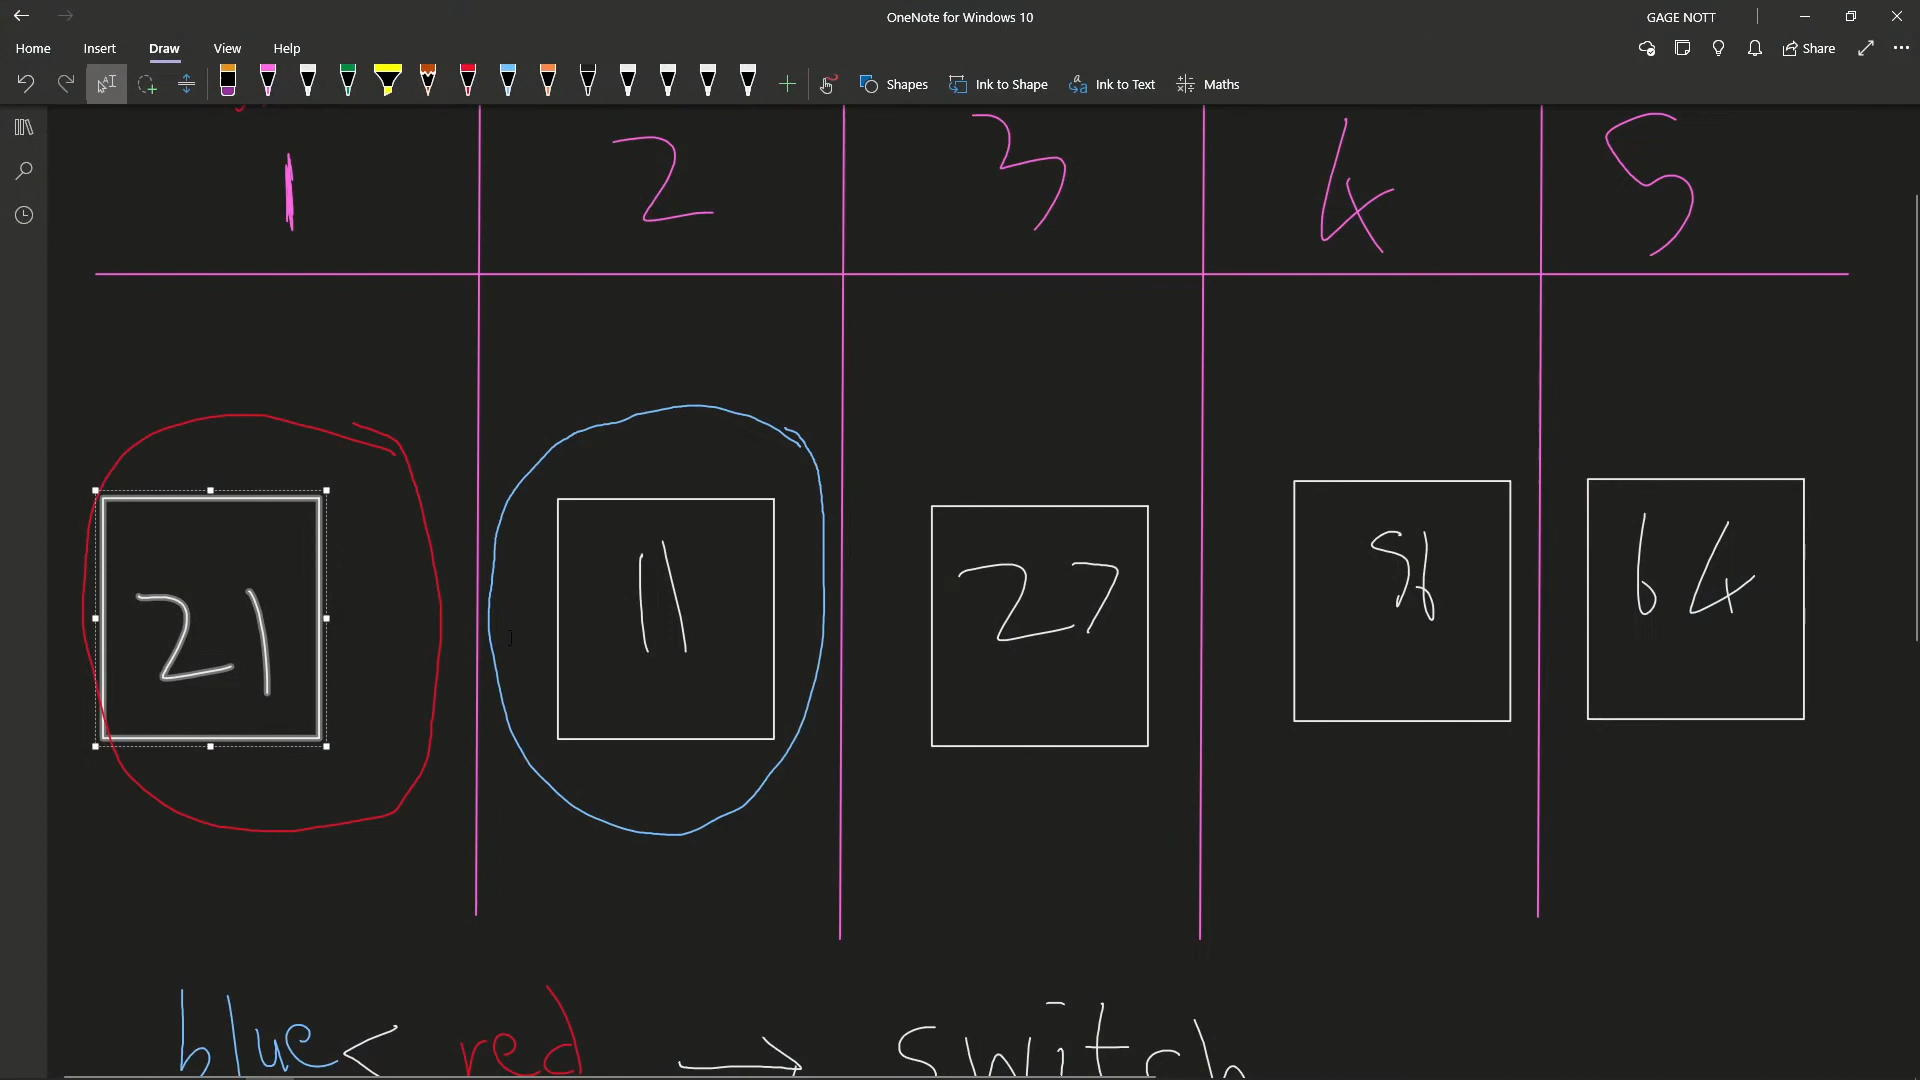 OneNote for Windows 10
GAGE NOTT
Home Insert Draw View Help
Share
Shapes Ink to Shape Ink to Text Maths
1 2 3 4 5
21 11 27 98 64
blue < red → switch